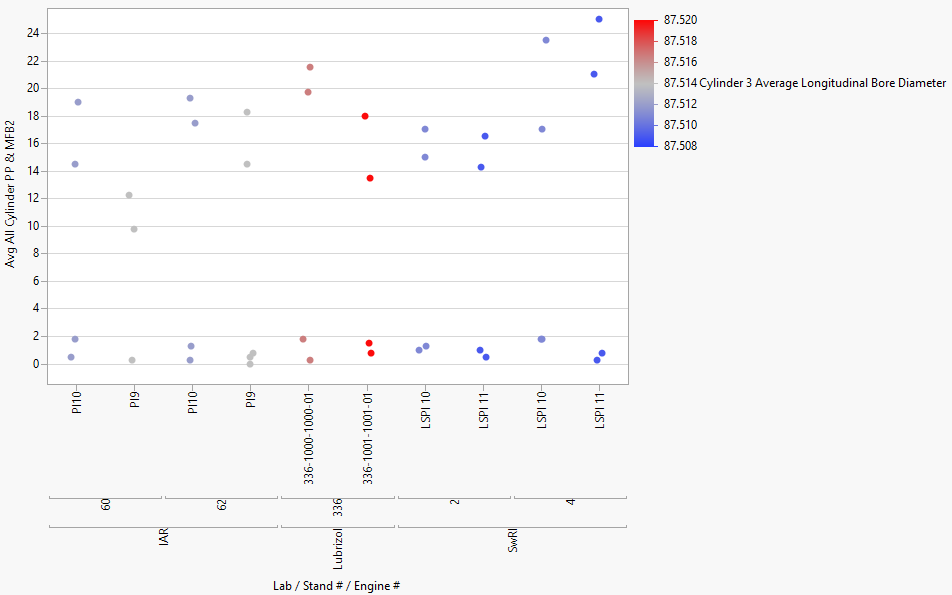 24
22
20
18
16
14
12
10
8
6
4
2
0
Avg All Cylinder PP & MFB2
87.520
87.518
87.516
87.514
87.512
87.510
87.508
Cylinder 3 Average Longitudinal Bore Diameter
PI10
PI9
PI10
PI9
336-1000-1000-01
336-1001-1001-01
LSPI 10
LSPI 11
LSPI 10
LSPI 11
60
62
336
2
4
IAR
Lubrizol
SwRI
Lab / Stand # / Engine #